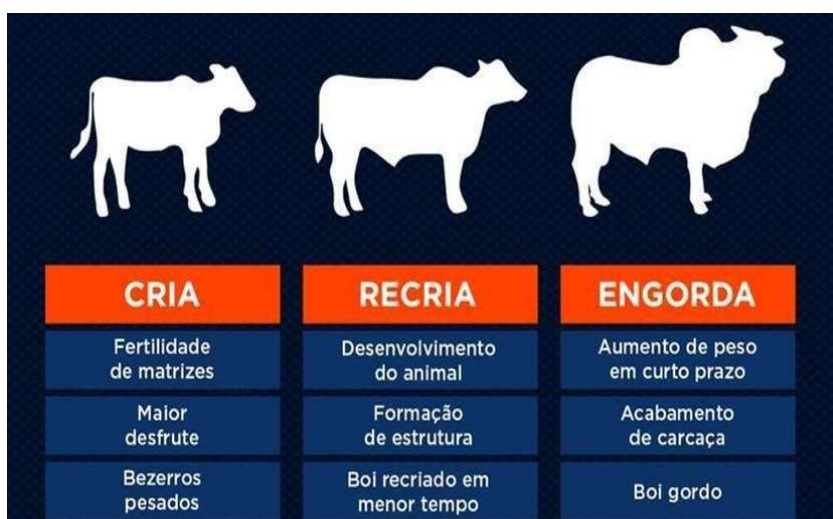 CRIA
Fertilidade
de matrizes
Maior
desfrute
Bezerros
pesados
RECRIA
Desenvolvimento
do animal
Formação
de estrutura
Boi recriado em
menor tempo
ENGORDA
Aumento de peso
em curto prazo
Acabamento
de carcaça
Boi gordo